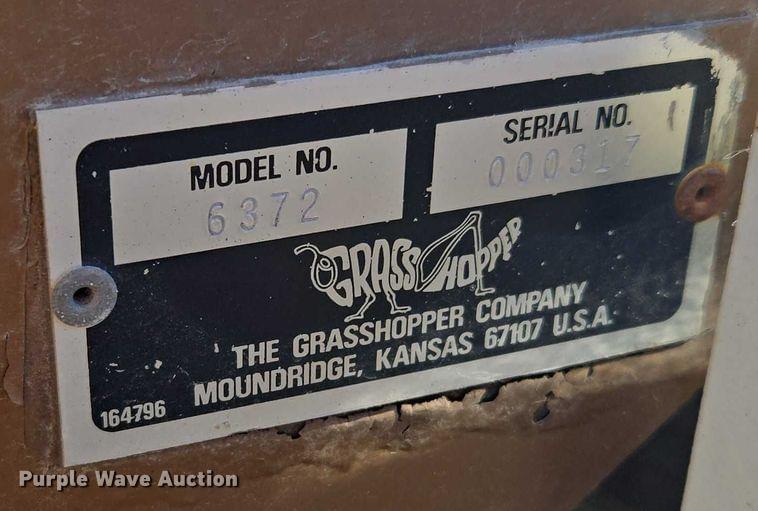 MODEL NO.
6372
SERIAL NO.
000317
GRASSHOPPER
THE GRASSHOPPER COMPANY
MOUNDRIDGE, KANSAS 67107 U.S.A.
164796
Purple Wave Auction